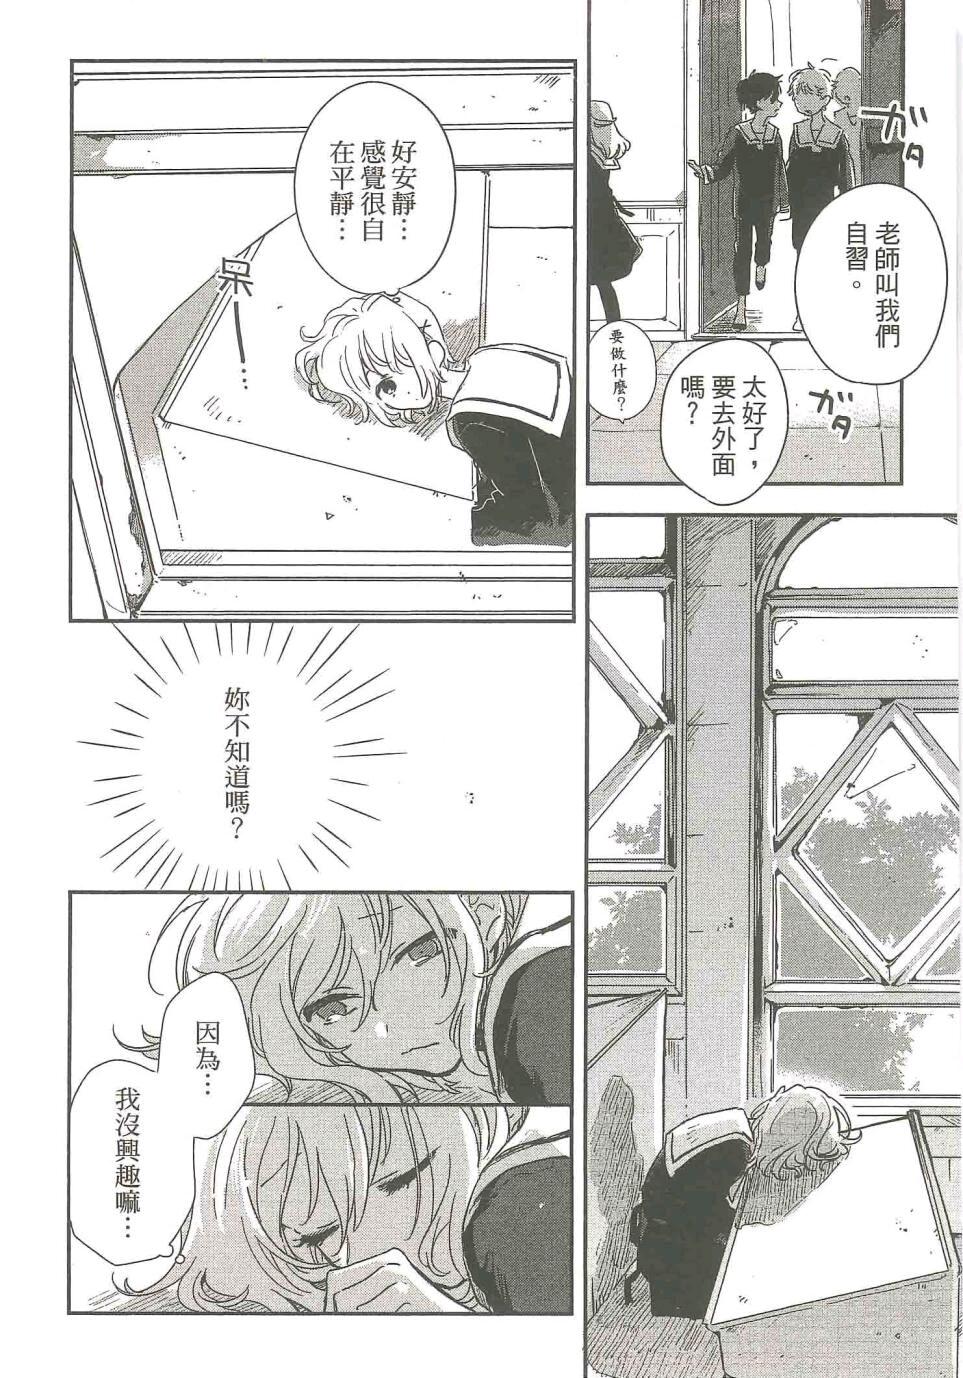 ガタ
老師叫我們
自習。
ガタ
太好了，
要去外面
嗎？
要做什麼？
好安靜…
感覺很自
在平靜…
呆—…
妳不知道嗎？
因為…
我沒興趣嘛…